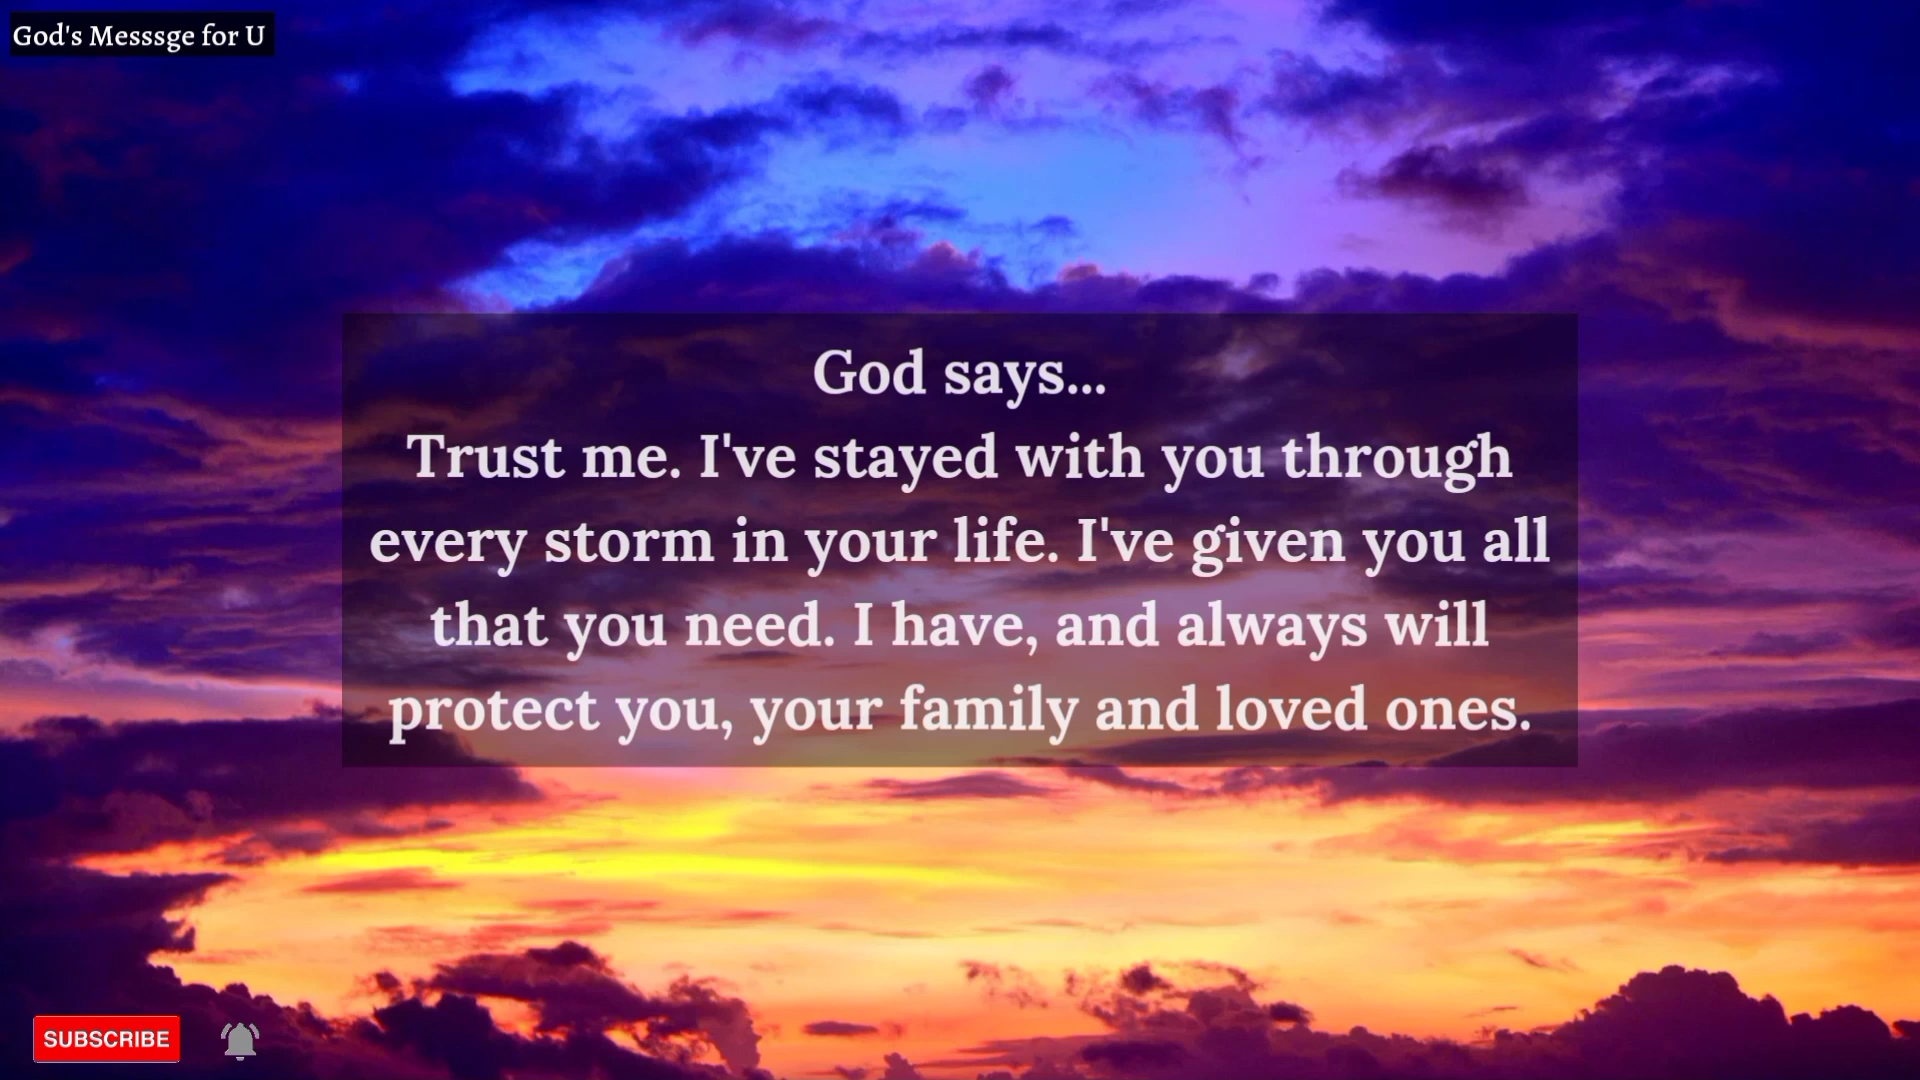 God's Messsge for U
God says...
Trust me. I've stayed with you through
every storm in your life. I've given you all
that you need. I have, and always will
protect you, your family and loved ones.
SUBSCRIBE